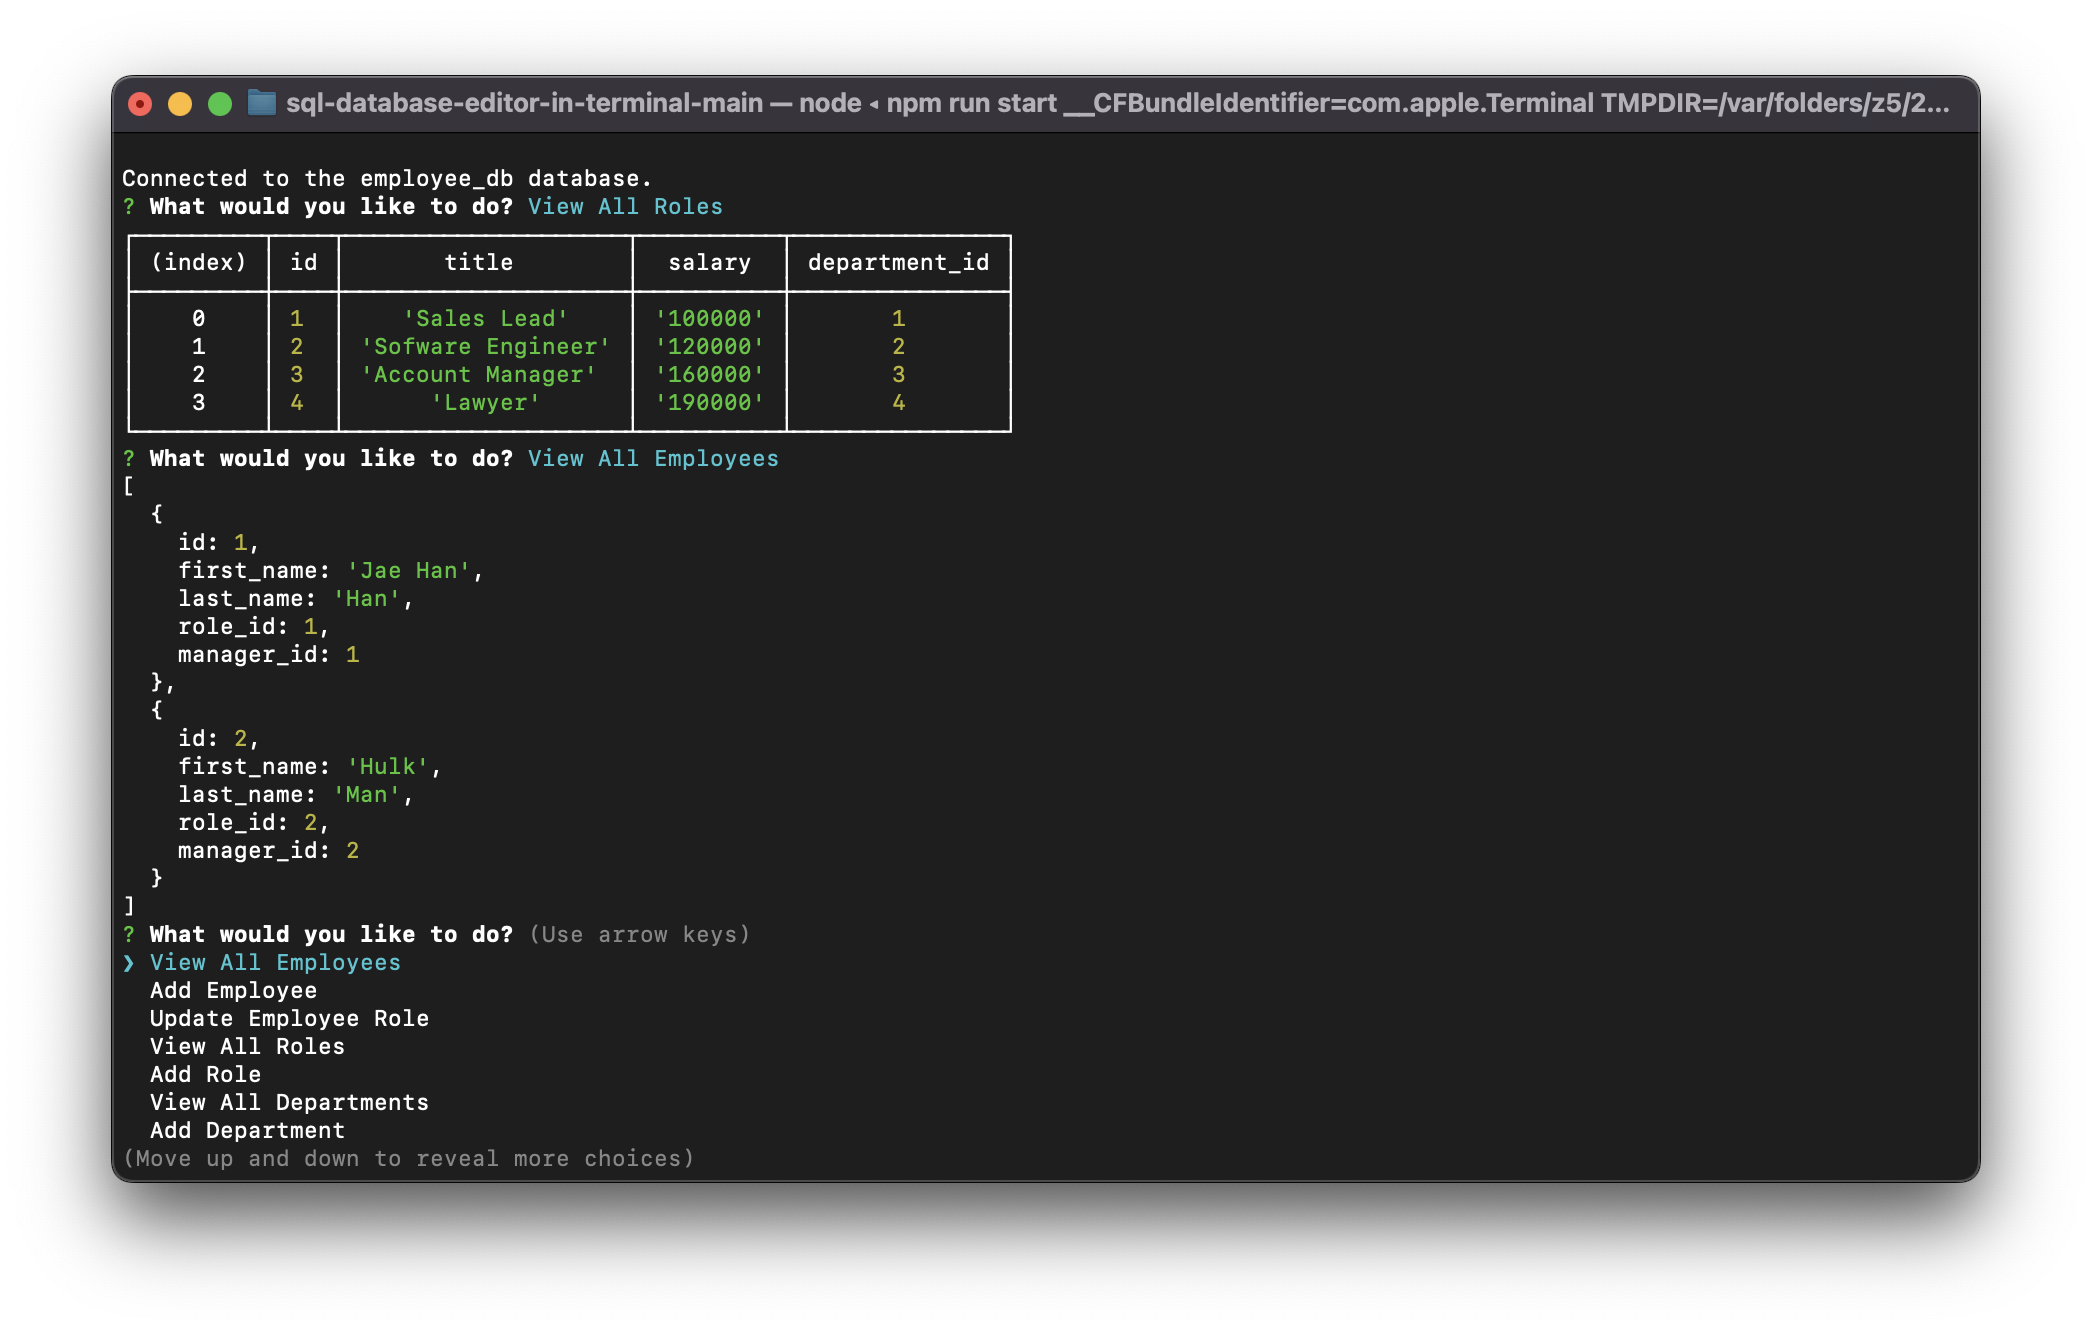 sql-database-editor-in-terminal-main — node ◂ npm run start __CFBundleIdentifier=com.apple.Terminal TMPDIR=/var/folders/z5/2...
Connected to the employee_db database.
? What would you like to do? View All Roles
(index) id title salary department_id
0 1 'Sales Lead' '100000' 1
1 2 'Sofware Engineer' '120000' 2
2 3 'Account Manager' '160000' 3
3 4 'Lawyer' '190000' 4
? What would you like to do? View All Employees
[
{
id: 1,
first_name: 'Jae Han',
last_name: 'Han',
role_id: 1,
manager_id: 1
},
{
id: 2,
first_name: 'Hulk',
last_name: 'Man',
role_id: 2,
manager_id: 2
}
]
? What would you like to do? (Use arrow keys)
❯ View All Employees
Add Employee
Update Employee Role
View All Roles
Add Role
View All Departments
Add Department
(Move up and down to reveal more choices)